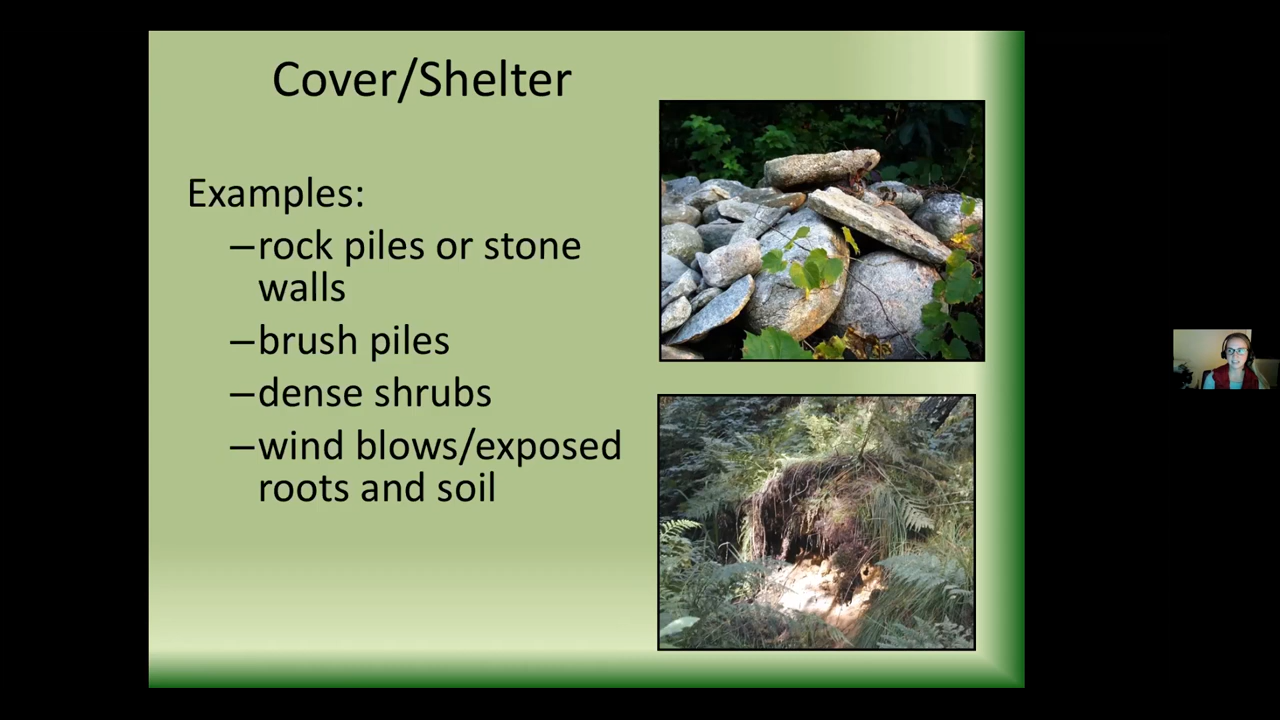 Cover/Shelter
Examples:
–rock piles or stone
walls
–brush piles
–dense shrubs
–wind blows/exposed
roots and soil